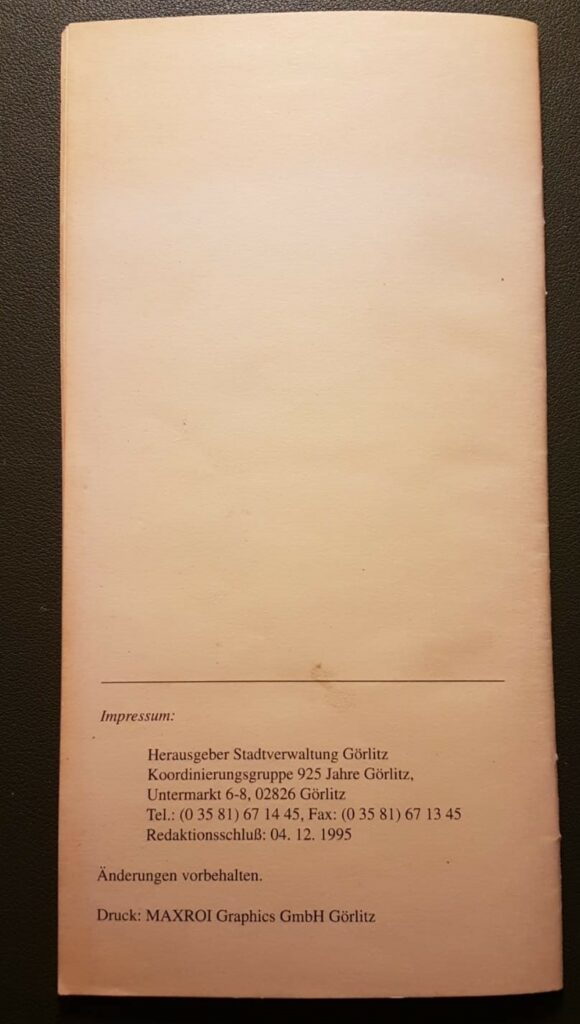 Impressum:
Herausgeber Stadtverwaltung Görlitz
Koordinierungsgruppe 925 Jahre Görlitz,
Untermarkt 6-8, 02826 Görlitz
Tel.: (0 35 81) 67 14 45, Fax: (0 35 81) 67 13 45
Redaktionsschluß: 04. 12. 1995
Änderungen vorbehalten.
Druck: MAXROI Graphics GmbH Görlitz